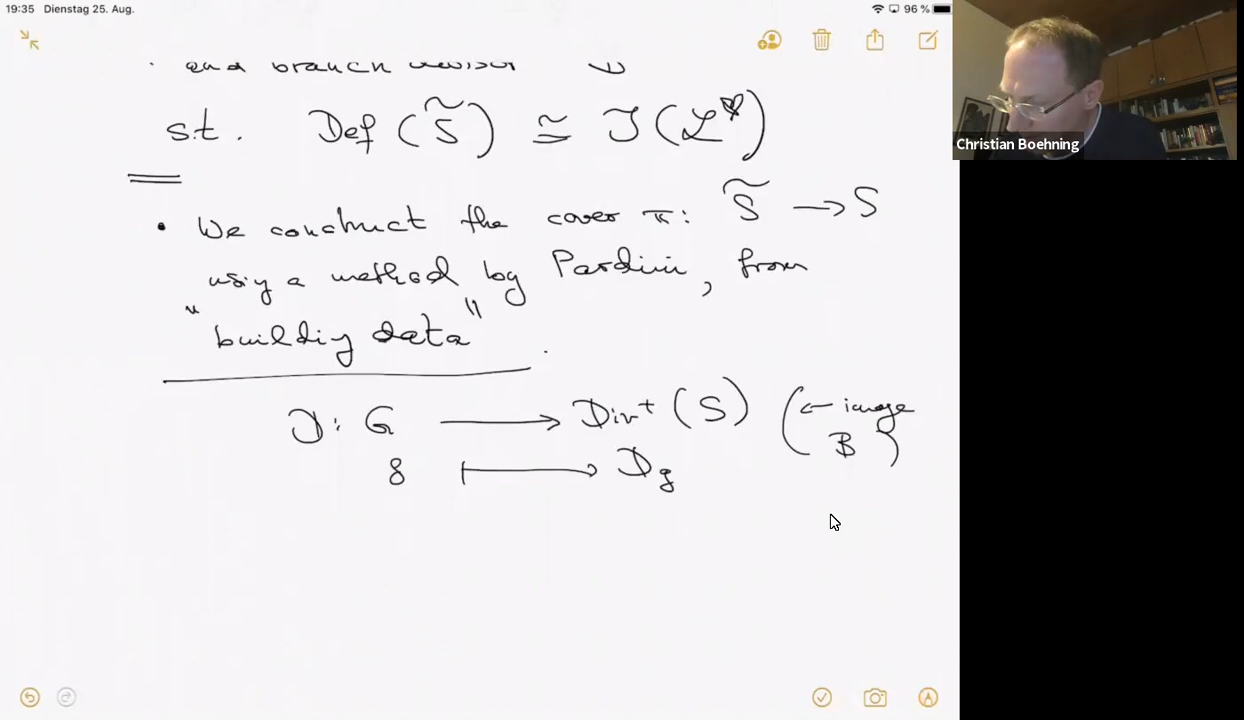 19:35 Dienstag 25. Aug.
96 %
and branch divisor
s.t. Def(S̃) ≅ T(L♡)
• We construct the cover π: S̃ → S
using a method by Pardini, from
"building data".
D: G → Div⁺(S) (← image B)
g ↦ D_g
Christian Boehning